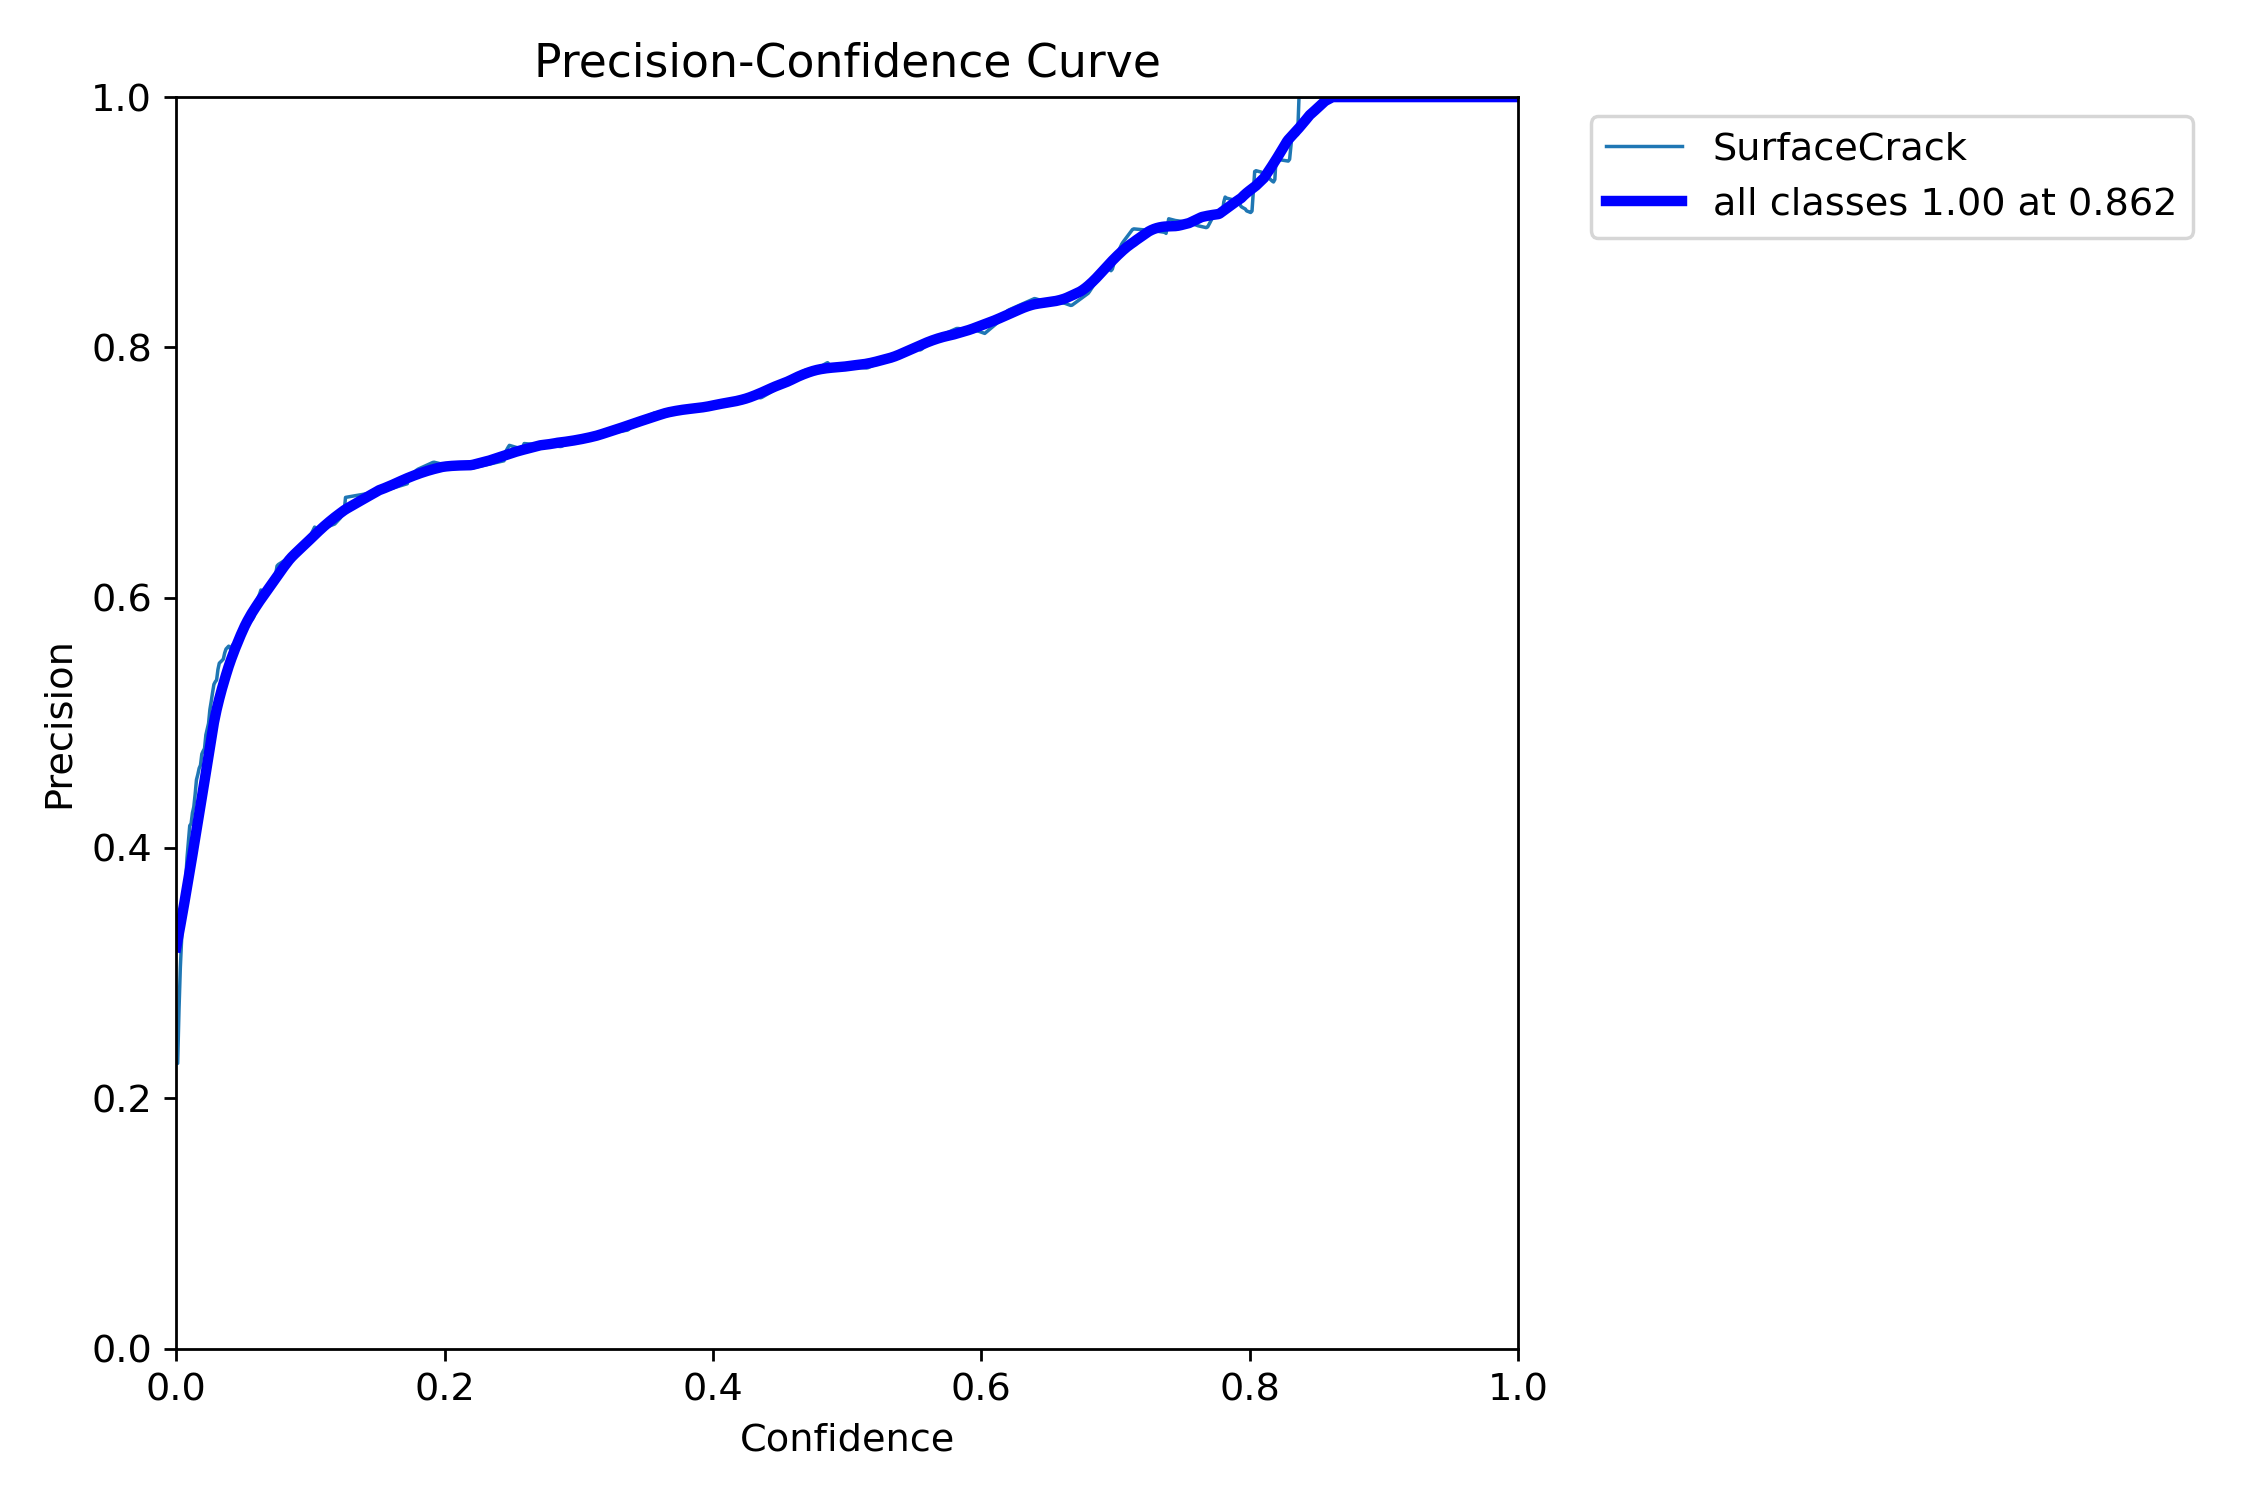 Precision-Confidence Curve
1.0
0.8
0.6
0.4
0.2
0.0
Precision
0.0 0.2 0.4 0.6 0.8 1.0
Confidence
SurfaceCrack
all classes 1.00 at 0.862